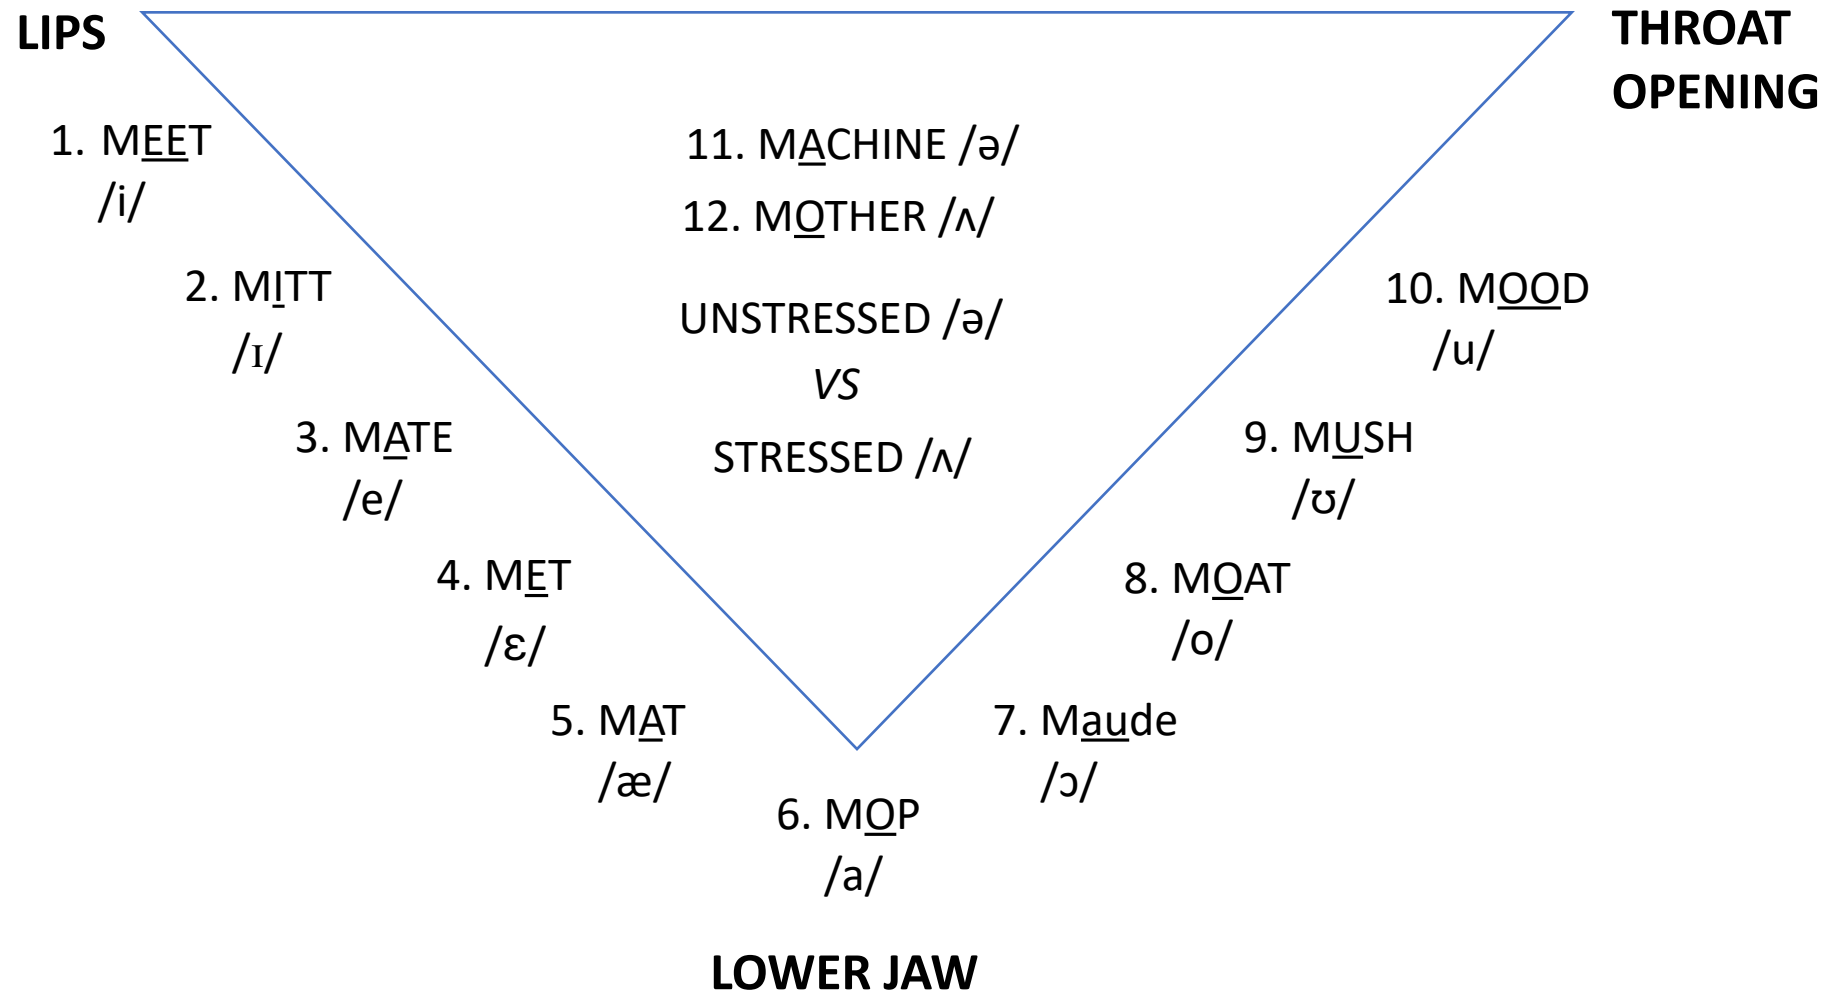 LIPS
THROAT
OPENING
1. MEET
/i/
2. MITT
/ɪ/
3. MATE
/e/
4. MET
/ɛ/
5. MAT
/æ/
6. MOP
/a/
7. Maude
/ɔ/
8. MOAT
/o/
9. MUSH
/ʊ/
10. MOOD
/u/
11. MACHINE /ə/
12. MOTHER /ʌ/
UNSTRESSED /ə/
VS
STRESSED /ʌ/
LOWER JAW